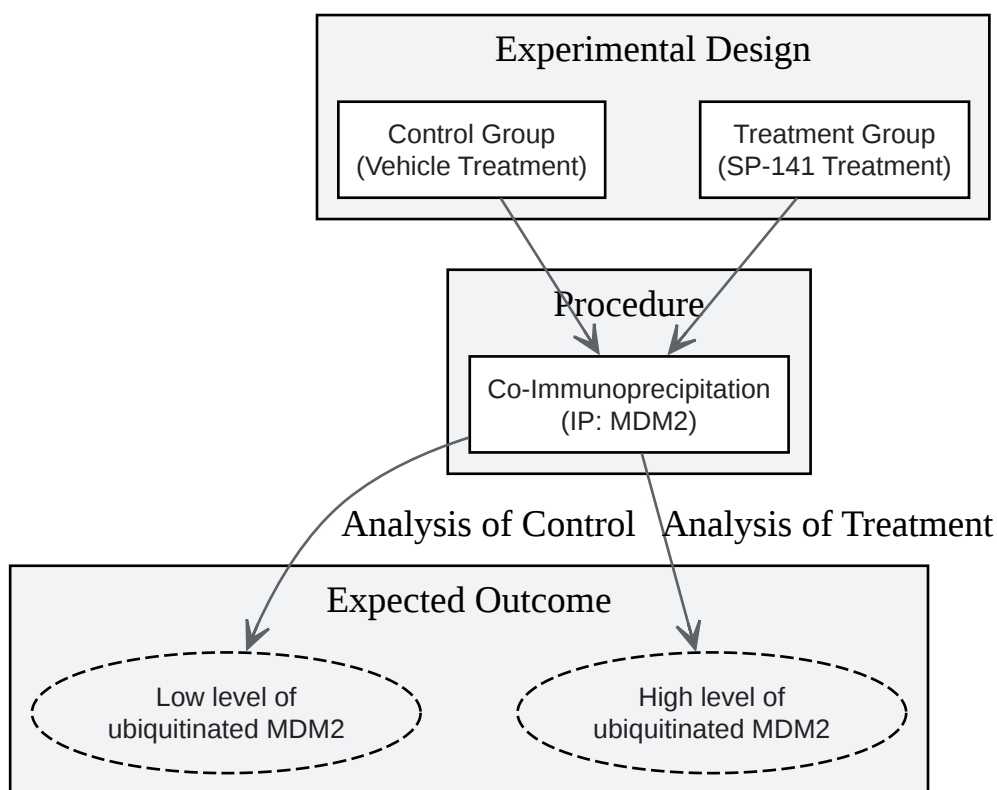 Experimental Design
Control Group
(Vehicle Treatment)
Treatment Group
(SP-141 Treatment)
Procedure
Co-Immunoprecipitation
(IP: MDM2)
Analysis of Control
Analysis of Treatment
Expected Outcome
Low level of
ubiquitinated MDM2
High level of
ubiquitinated MDM2